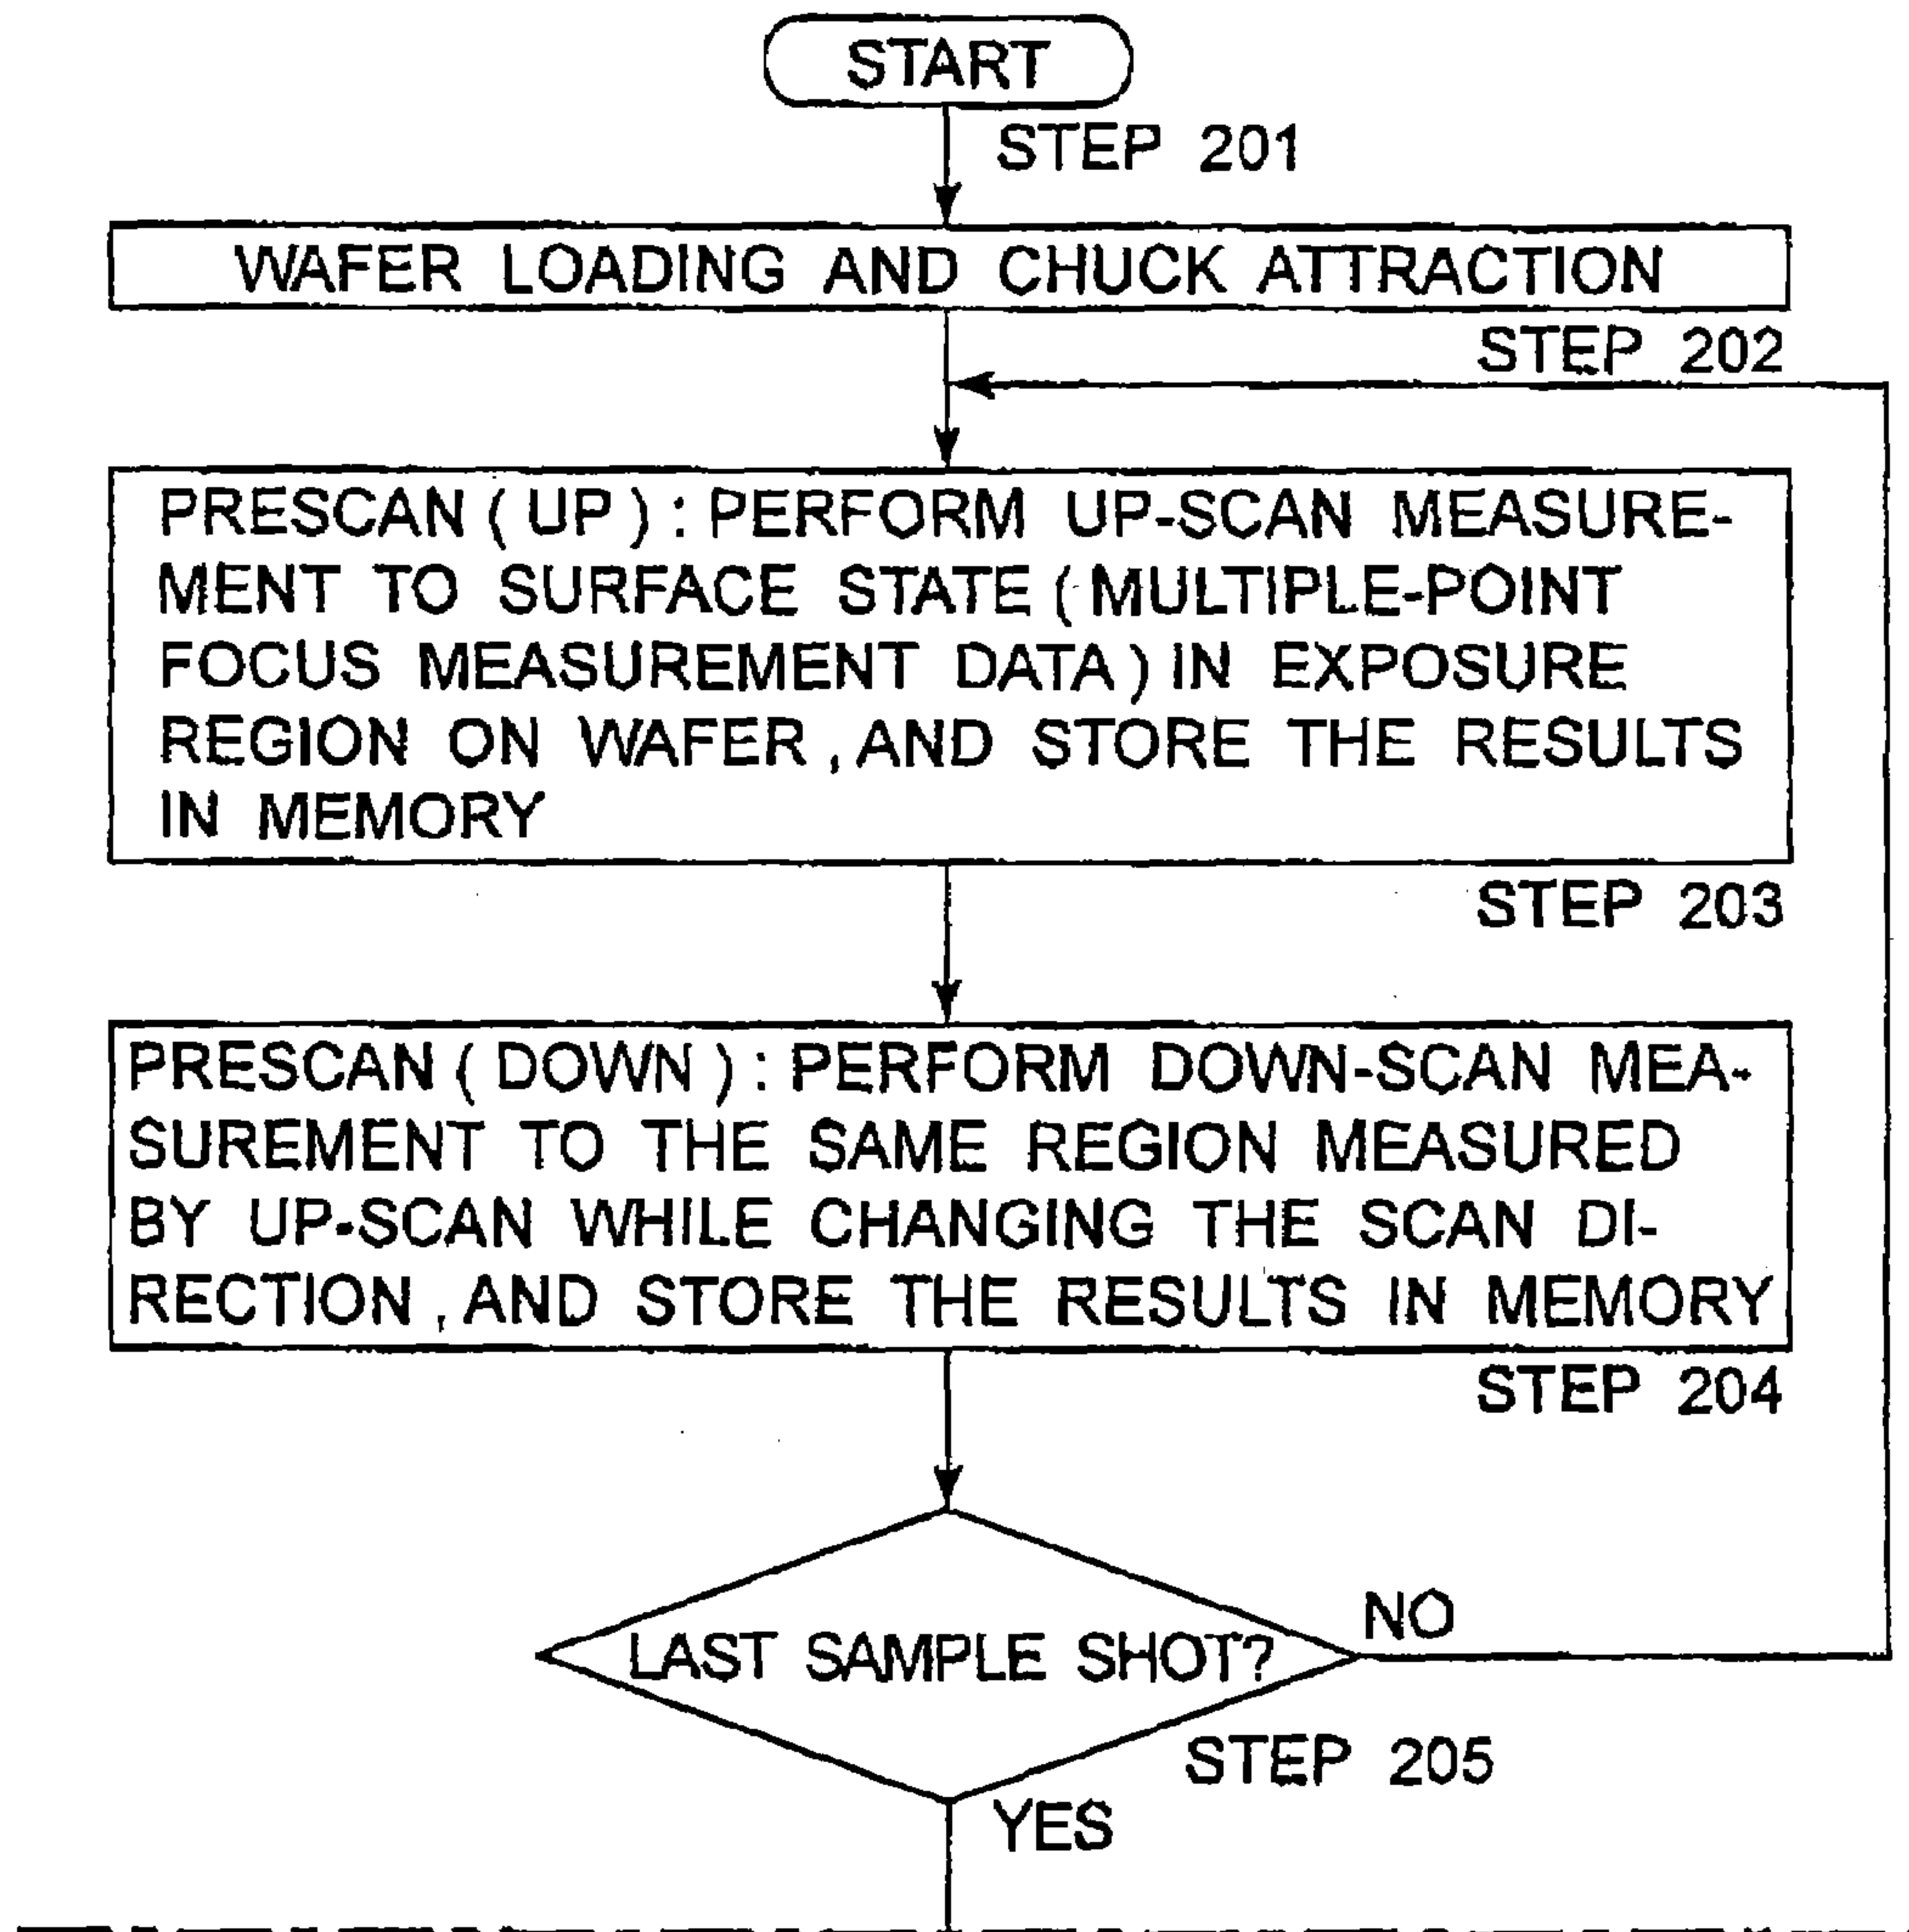 START
STEP 201
WAFER LOADING AND CHUCK ATTRACTION
STEP 202
PRESCAN ( UP ) : PERFORM UP-SCAN MEASURE-
MENT TO SURFACE STATE ( MULTIPLE-POINT
FOCUS MEASUREMENT DATA ) IN EXPOSURE
REGION ON WAFER , AND STORE THE RESULTS
IN MEMORY
STEP 203
PRESCAN ( DOWN ) : PERFORM DOWN-SCAN MEA-
SUREMENT TO THE SAME REGION MEASURED
BY UP-SCAN WHILE CHANGING THE SCAN DI-
RECTION , AND STORE THE RESULTS IN MEMORY
STEP 204
NO
LAST SAMPLE SHOT?
STEP 205
YES